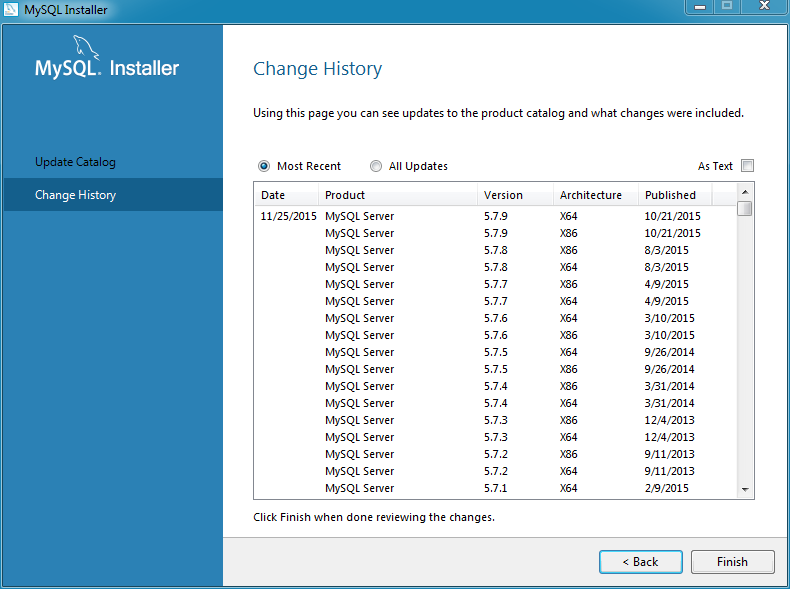 MySQL Installer
MySQL. Installer
Change History
Using this page you can see updates to the product catalog and what changes were included.
Update Catalog
Change History
Most Recent All Updates As Text
Date Product Version Architecture Published
11/25/2015 MySQL Server 5.7.9 X64 10/21/2015
MySQL Server 5.7.9 X86 10/21/2015
MySQL Server 5.7.8 X86 8/3/2015
MySQL Server 5.7.8 X64 8/3/2015
MySQL Server 5.7.7 X86 4/9/2015
MySQL Server 5.7.7 X64 4/9/2015
MySQL Server 5.7.6 X64 3/10/2015
MySQL Server 5.7.6 X86 3/10/2015
MySQL Server 5.7.5 X64 9/26/2014
MySQL Server 5.7.5 X86 9/26/2014
MySQL Server 5.7.4 X86 3/31/2014
MySQL Server 5.7.4 X64 3/31/2014
MySQL Server 5.7.3 X86 12/4/2013
MySQL Server 5.7.3 X64 12/4/2013
MySQL Server 5.7.2 X86 9/11/2013
MySQL Server 5.7.2 X64 9/11/2013
MySQL Server 5.7.1 X64 2/9/2015
Click Finish when done reviewing the changes.
< Back Finish